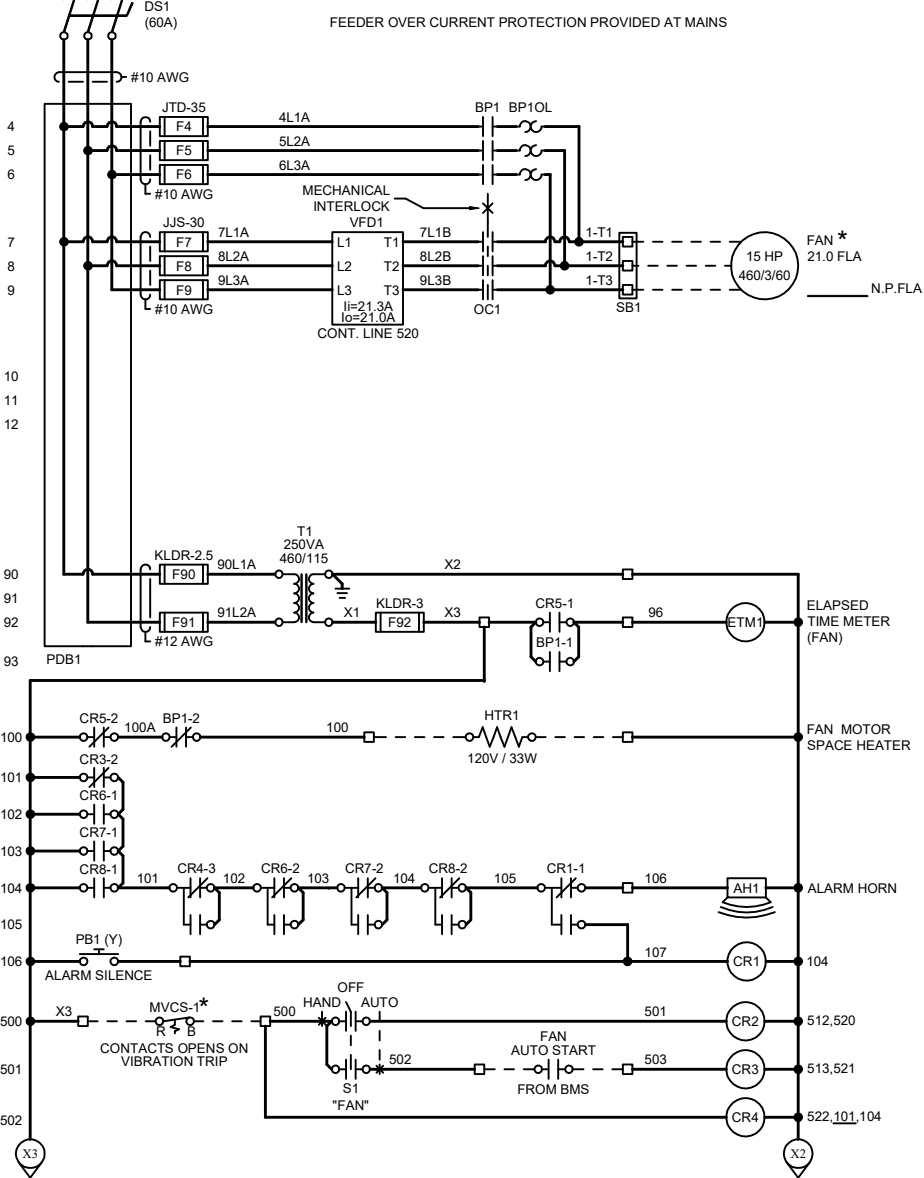 DS1
(60A)
FEEDER OVER CURRENT PROTECTION PROVIDED AT MAINS
#10 AWG
JTD-35
BP1 BP1OL
4 F4 4L1A
5 F5 5L2A
6 F6 6L3A
#10 AWG
MECHANICAL
INTERLOCK
JJS-30
VFD1
7 F7 7L1A L1 T1 7L1B 1-T1
8 F8 8L2A L2 T2 8L2B 1-T2
9 F9 9L3A L3 T3 9L3B 1-T3
15 HP
460/3/60
FAN *
21.0 FLA
N.P.FLA
#10 AWG
Ii=21.3A
Io=21.0A
OC1
SB1
CONT. LINE 520
10
11
12
T1
250VA
460/115
KLDR-2.5
90 F90 90L1A X2
91
KLDR-3
CR5-1
92 F91 91L2A X1 F92 X3 96 ETM1
ELAPSED
TIME METER
(FAN)
#12 AWG
BP1-1
93 PDB1
CR5-2 BP1-2 HTR1
100 100A 100
120V / 33W
FAN MOTOR
SPACE HEATER
CR3-2
101
CR6-1
102
CR7-1
103
CR8-1 CR4-3 CR6-2 CR7-2 CR8-2 CR1-1
104 101 102 103 104 105 106 AH1 ALARM HORN
105
PB1 (Y)
106 107 CR1 104
ALARM SILENCE
OFF
HAND AUTO
500 X3 MVCS-1* 500 501 CR2 512,520
R B
CONTACTS OPENS ON
VIBRATION TRIP
FAN
AUTO START
501 502 503 CR3 513,521
FROM BMS
S1
"FAN"
502 CR4 522,101,104
X3 X2